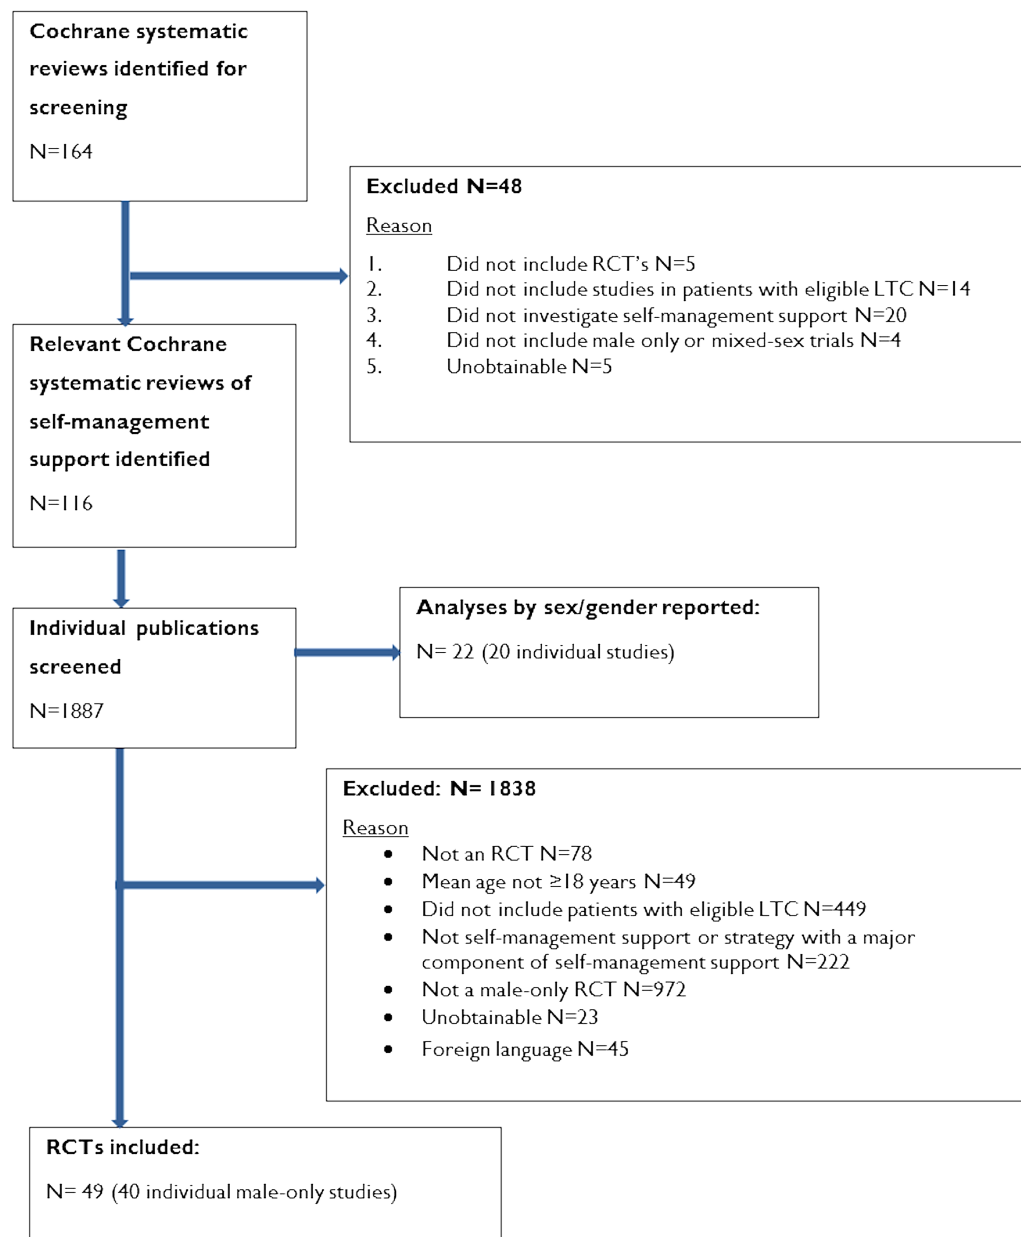 Cochrane systematic
reviews identified for
screening
N=164
Excluded N=48
Reason
1. Did not include RCT's N=5
2. Did not include studies in patients with eligible LTC N=14
3. Did not investigate self-management support N=20
4. Did not include male only or mixed-sex trials N=4
5. Unobtainable N=5
Relevant Cochrane
systematic reviews of
self-management
support identified
N=116
Individual publications
screened
N=1887
Analyses by sex/gender reported:
N= 22 (20 individual studies)
Excluded: N= 1838
Reason
• Not an RCT N=78
• Mean age not ≥18 years N=49
• Did not include patients with eligible LTC N=449
• Not self-management support or strategy with a major
component of self-management support N=222
• Not a male-only RCT N=972
• Unobtainable N=23
• Foreign language N=45
RCTs included:
N= 49 (40 individual male-only studies)